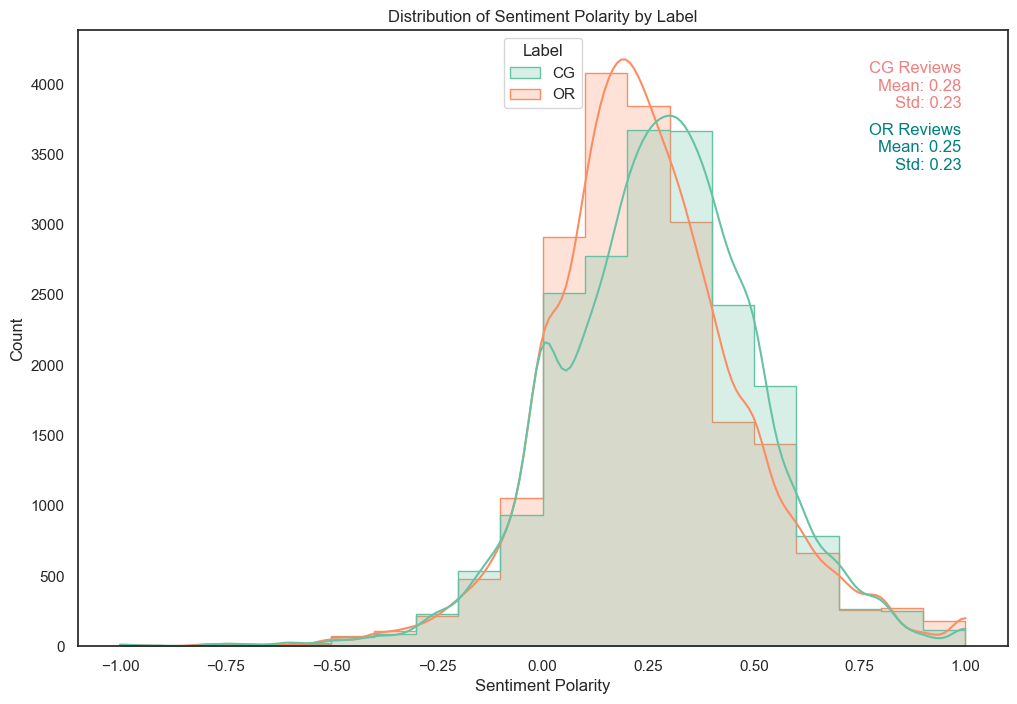 Distribution of Sentiment Polarity by Label
Label
CG
OR
CG Reviews
Mean: 0.28
Std: 0.23
OR Reviews
Mean: 0.25
Std: 0.23
Count
4000
3500
3000
2500
2000
1500
1000
500
0
−1.00 −0.75 −0.50 −0.25 0.00 0.25 0.50 0.75 1.00
Sentiment Polarity